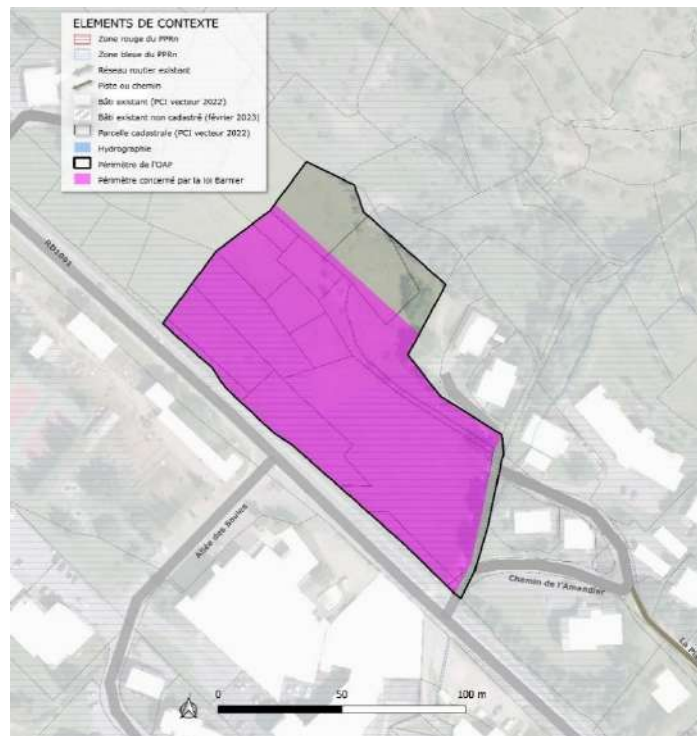 ELEMENTS DE CONTEXTE
Zone rouge du PPRn
Zone bleue du PPRn
Réseau routier existant
Piste ou chemin
Bâti existant (PCI vecteur 2022)
Bâti existant non cadastré (février 2023)
Parcelle cadastrale (PCI vecteur 2022)
Hydrographie
Périmètre de l'OAP
Périmètre concerné par la loi Barnier
RD1091
Allée des Boules
Chemin de l'Amandier
0 50 100 m